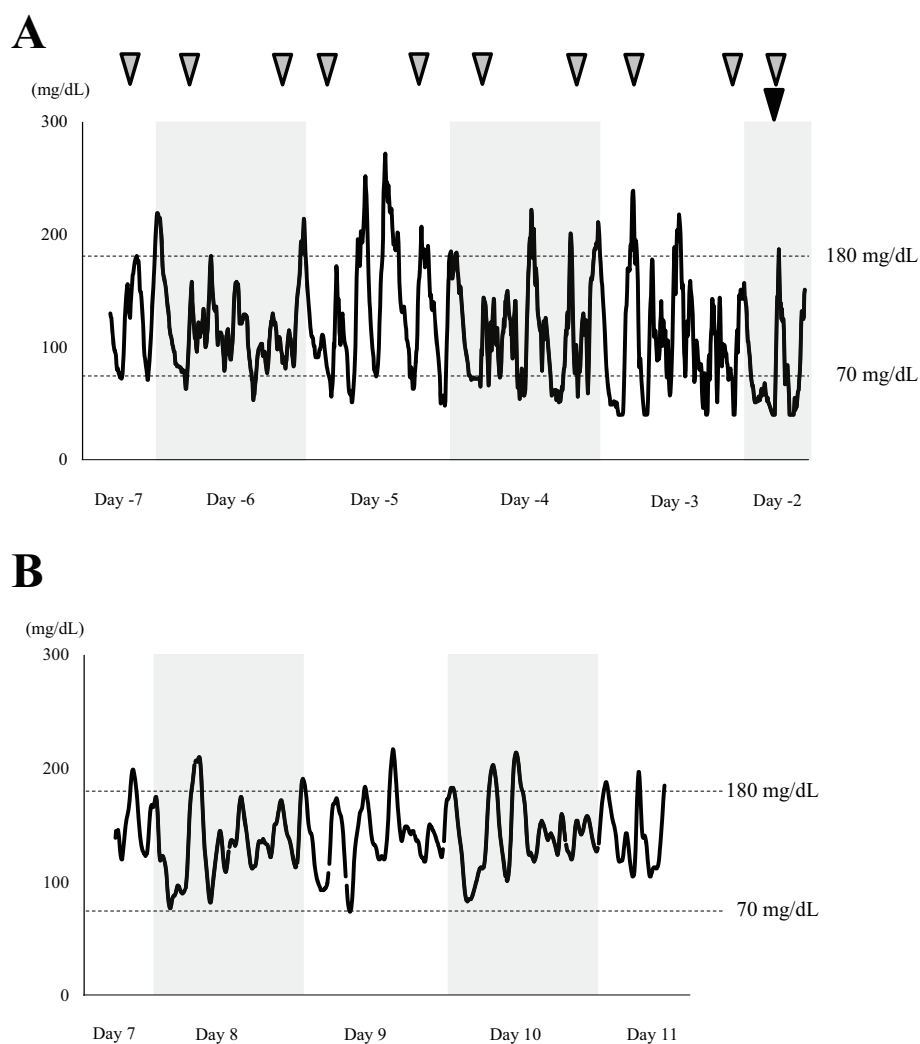 A
(mg/dL)
300
200
180 mg/dL
100
70 mg/dL
0
Day -7 Day -6 Day -5 Day -4 Day -3 Day -2
B
(mg/dL)
300
200
180 mg/dL
100
70 mg/dL
0
Day 7 Day 8 Day 9 Day 10 Day 11